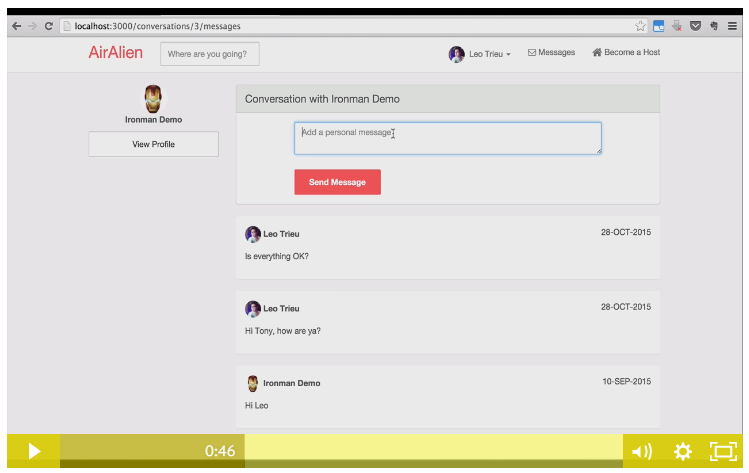 localhost:3000/conversations/3/messages
AirAlien
Where are you going?
Leo Trieu
Messages
Become a Host
Ironman Demo
View Profile
Conversation with Ironman Demo
Add a personal message
Send Message
Leo Trieu
28-OCT-2015
Is everything OK?
Leo Trieu
28-OCT-2015
Hi Tony, how are ya?
Ironman Demo
10-SEP-2015
Hi Leo
0:46